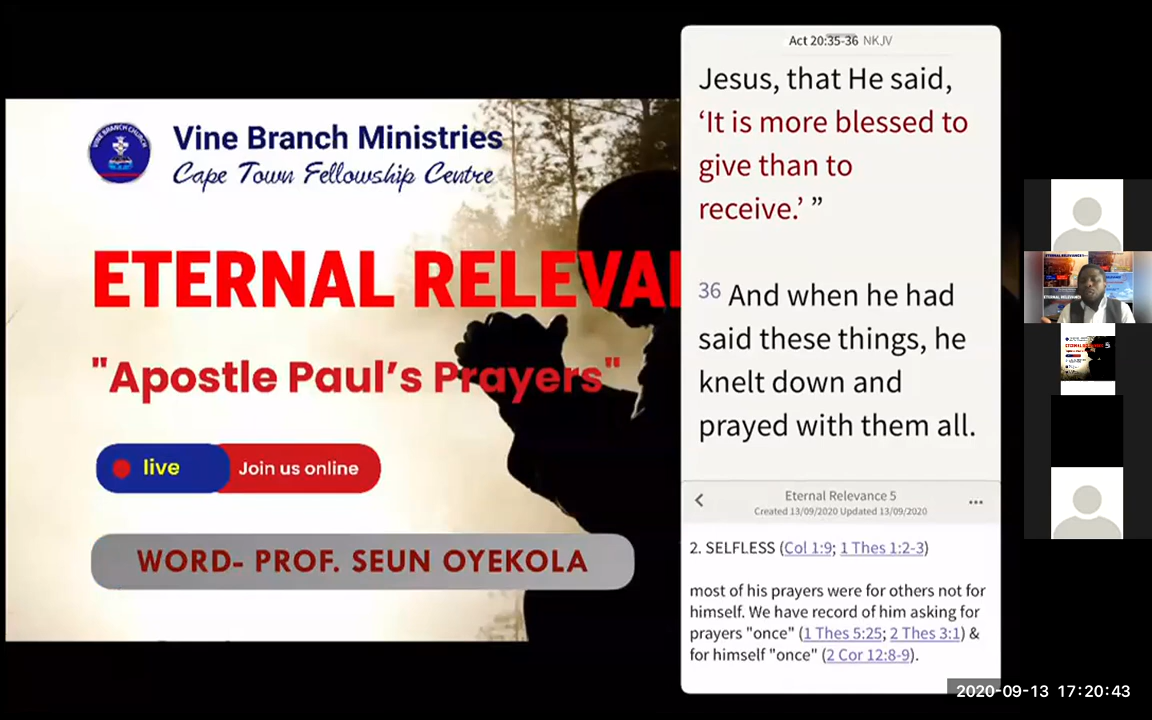 VINE BRANCH CHURCH
Vine Branch Ministries
Cape Town Fellowship Centre
ETERNAL RELEVA
"Apostle Paul's Prayers"
live
Join us online
WORD- PROF. SEUN OYEKOLA
Act 20:35-36 NKJV
Jesus, that He said,
‘It is more blessed to
give than to
receive.’ ”
36 And when he had
said these things, he
knelt down and
prayed with them all.
Eternal Relevance 5
Created 13/09/2020 Updated 13/09/2020
2. SELFLESS (Col 1:9; 1 Thes 1:2-3)
most of his prayers were for others not for
himself. We have record of him asking for
prayers "once" (1 Thes 5:25; 2 Thes 3:1) &
for himself "once" (2 Cor 12:8-9).
2020-09-13 17:20:43